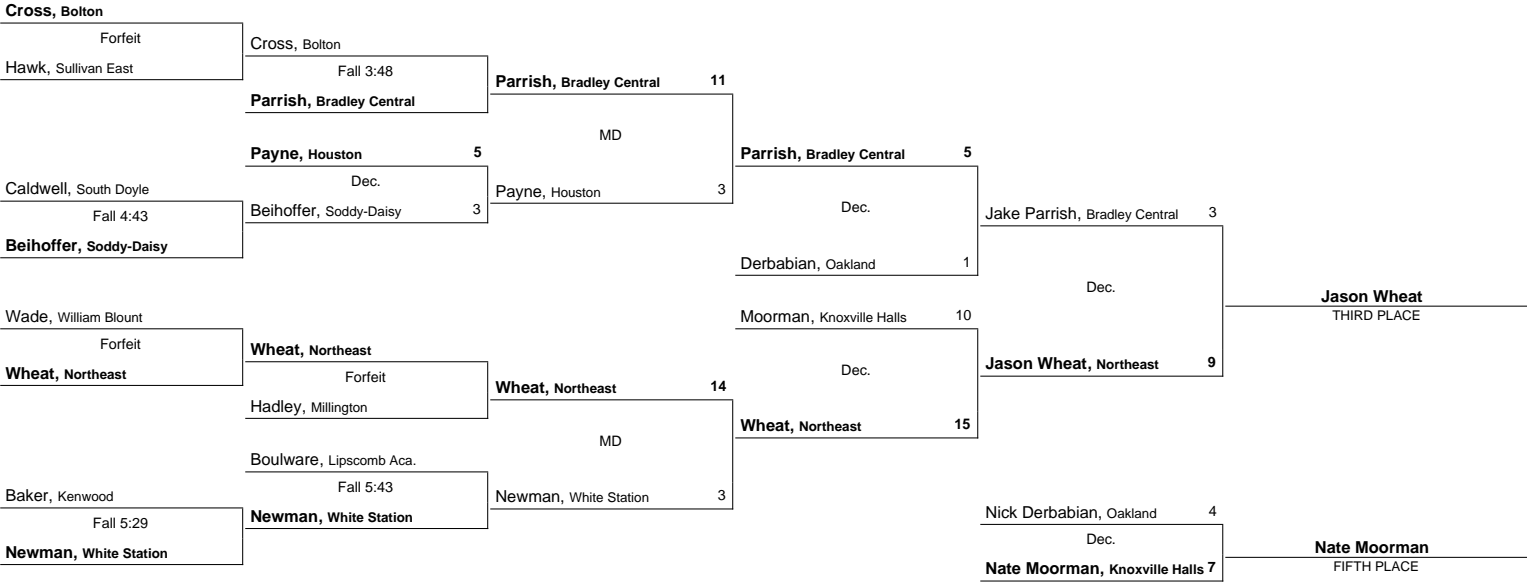 Cross, Bolton
Forfeit
Hawk, Sullivan East
Caldwell, South Doyle
Fall 4:43
Beihoffer, Soddy-Daisy
Wade, William Blount
Forfeit
Wheat, Northeast
Baker, Kenwood
Fall 5:29
Newman, White Station
Cross, Bolton
Fall 3:48
Parrish, Bradley Central
Payne, Houston 5
Dec.
Beihoffer, Soddy-Daisy 3
Wheat, Northeast
Forfeit
Hadley, Millington
Boulware, Lipscomb Aca.
Fall 5:43
Newman, White Station
Parrish, Bradley Central 11
MD
Payne, Houston 3
Wheat, Northeast 14
MD
Newman, White Station 3
Parrish, Bradley Central 5
Dec.
Derbabian, Oakland 1
Moorman, Knoxville Halls 10
Dec.
Wheat, Northeast 15
Jake Parrish, Bradley Central 3
Dec.
Jason Wheat, Northeast 9
Jason Wheat
THIRD PLACE
Nick Derbabian, Oakland 4
Dec.
Nate Moorman, Knoxville Halls 7
Nate Moorman
FIFTH PLACE